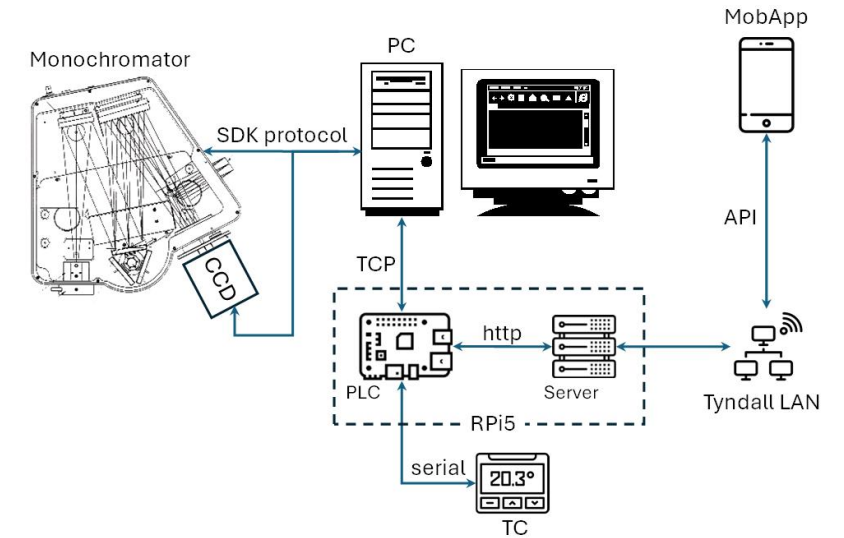 MobApp
PC
Monochromator
SDK protocol
API
TCP
CCD
http
PLC
Server
Tyndall LAN
RPi5
serial
20.3°
TC